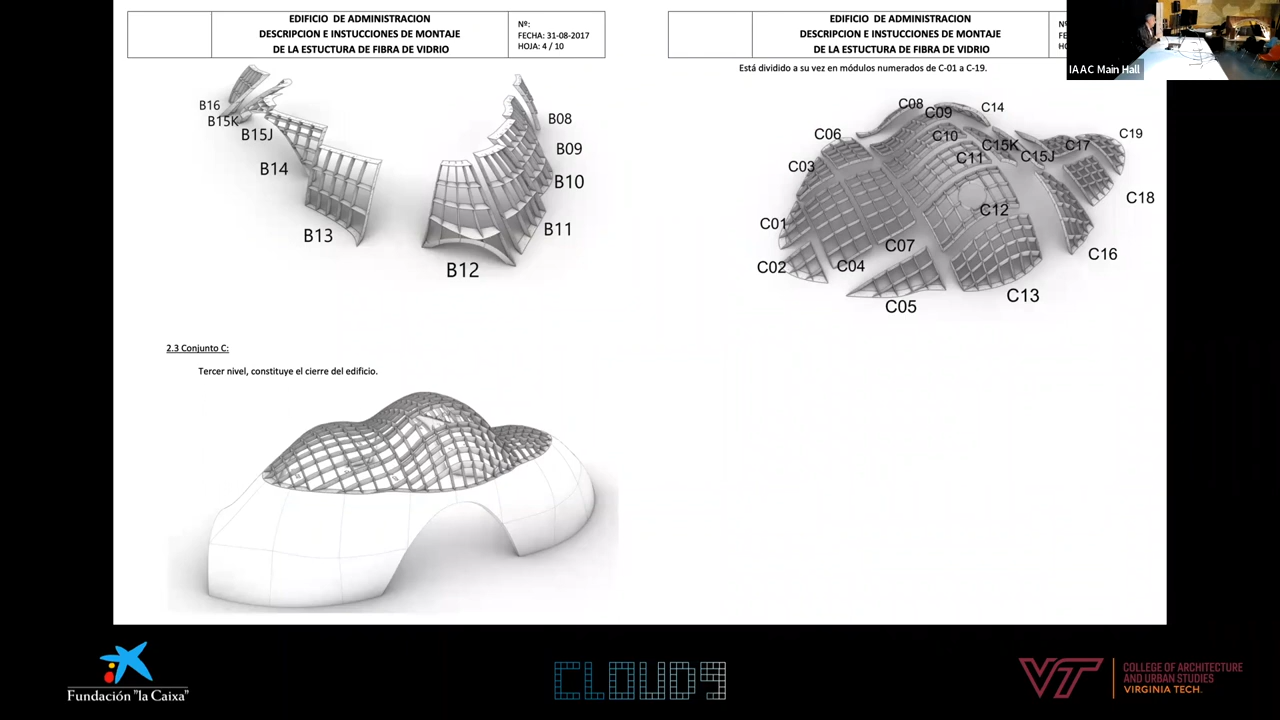 EDIFICIO DE ADMINISTRACION
DESCRIPCION E INSTUCCIONES DE MONTAJE
DE LA ESTUCTURA DE FIBRA DE VIDRIO
Nº:
FECHA: 31-08-2017
HOJA: 4 / 10
B16
B15K
B15J
B14
B13
B08
B09
B10
B11
B12
2.3 Conjunto C:
Tercer nivel, constituye el cierre del edificio.
EDIFICIO DE ADMINISTRACION
DESCRIPCION E INSTUCCIONES DE MONTAJE
DE LA ESTUCTURA DE FIBRA DE VIDRIO
IAAC Main Hall
Está dividido a su vez en módulos numerados de C-01 a C-19.
C08
C09
C14
C06
C10
C15K
C17
C19
C03
C11
C15J
C18
C01
C12
C07
C16
C02
C04
C05
C13
Fundación "la Caixa"
CLOUD9
VT
COLLEGE OF ARCHITECTURE
AND URBAN STUDIES
VIRGINIA TECH.